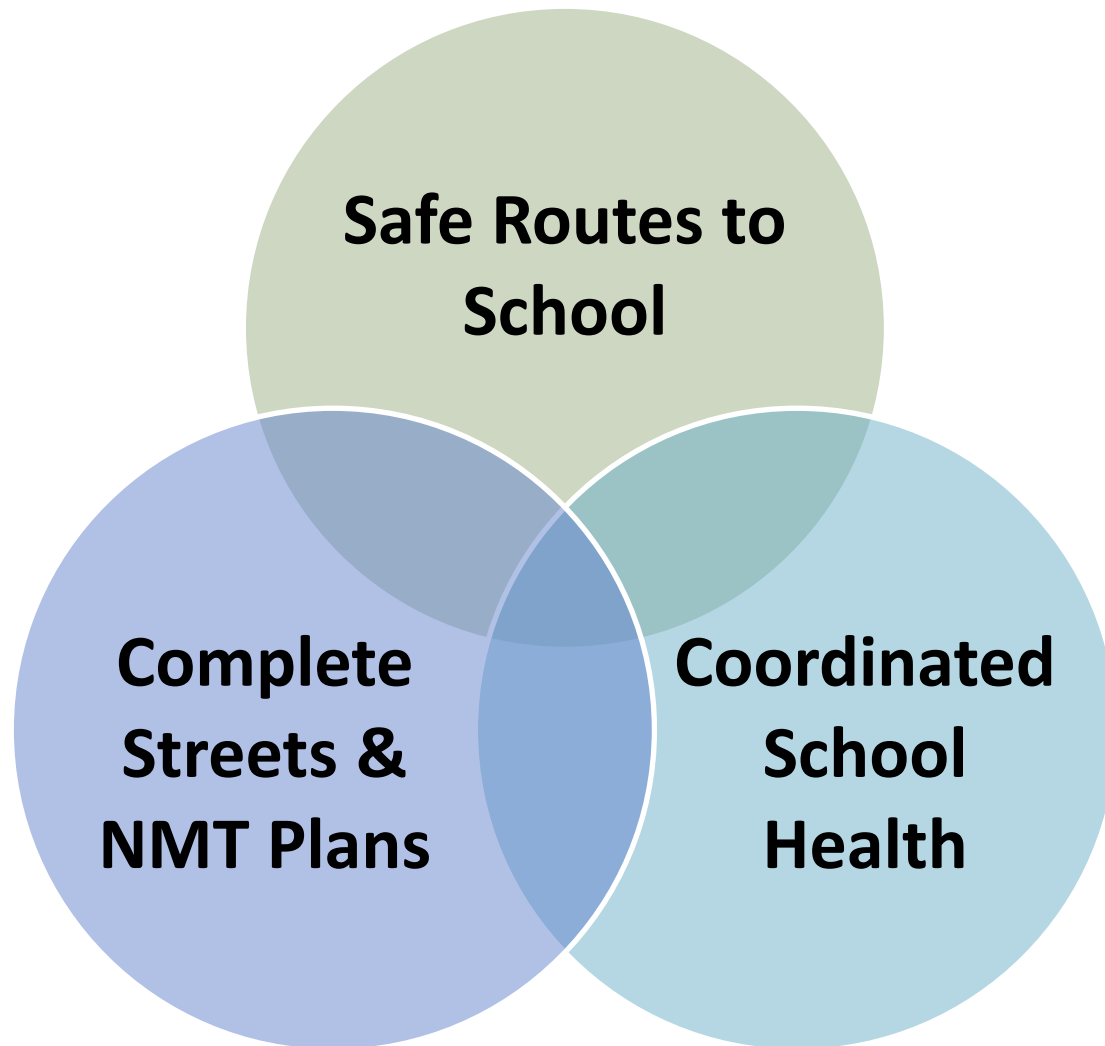 Safe Routes to
School
Complete
Streets &
NMT Plans
Coordinated
School
Health